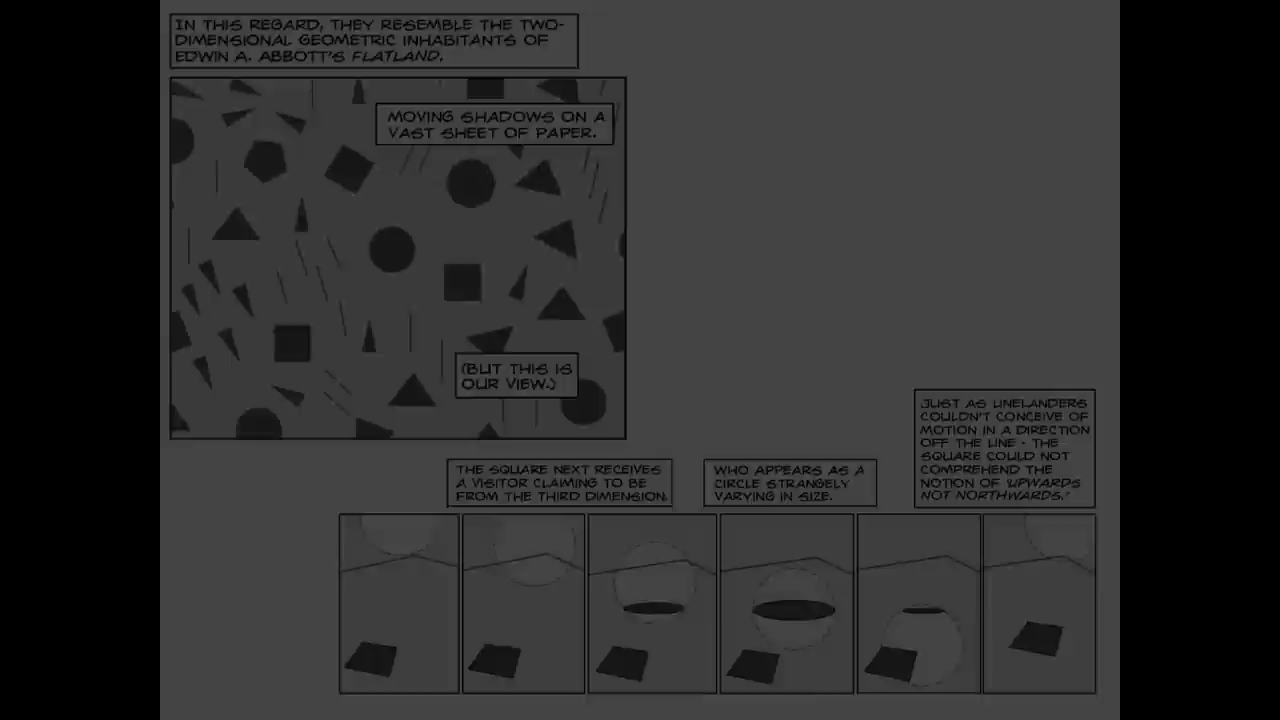 IN THIS REGARD, THEY RESEMBLE THE TWO-
DIMENSIONAL GEOMETRIC INHABITANTS OF
EDWIN A. ABBOTT'S FLATLAND.
MOVING SHADOWS ON A
VAST SHEET OF PAPER.
(BUT THIS IS
OUR VIEW.)
THE SQUARE NEXT RECEIVES
A VISITOR CLAIMING TO BE
FROM THE THIRD DIMENSION.
WHO APPEARS AS A
CIRCLE STRANGELY
VARYING IN SIZE.
JUST AS LINELANDERS
COULDN'T CONCEIVE OF
MOTION IN A DIRECTION
OFF THE LINE - THE
SQUARE COULD NOT
COMPREHEND THE
NOTION OF 'UPWARDS
NOT NORTHWARDS.'